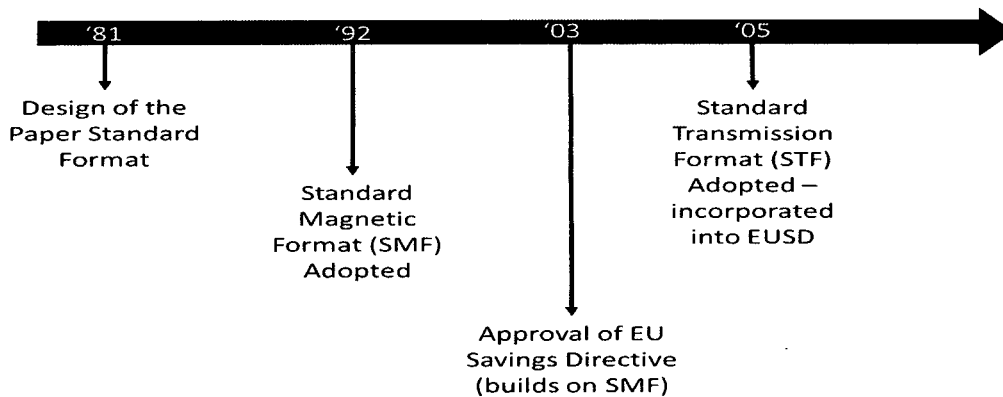 ‘81
‘92
‘03
‘05
Design of the
Paper Standard
Format
Standard
Magnetic
Format (SMF)
Adopted
Approval of EU
Savings Directive
(builds on SMF)
Standard
Transmission
Format (STF)
Adopted –
incorporated
into EUSD